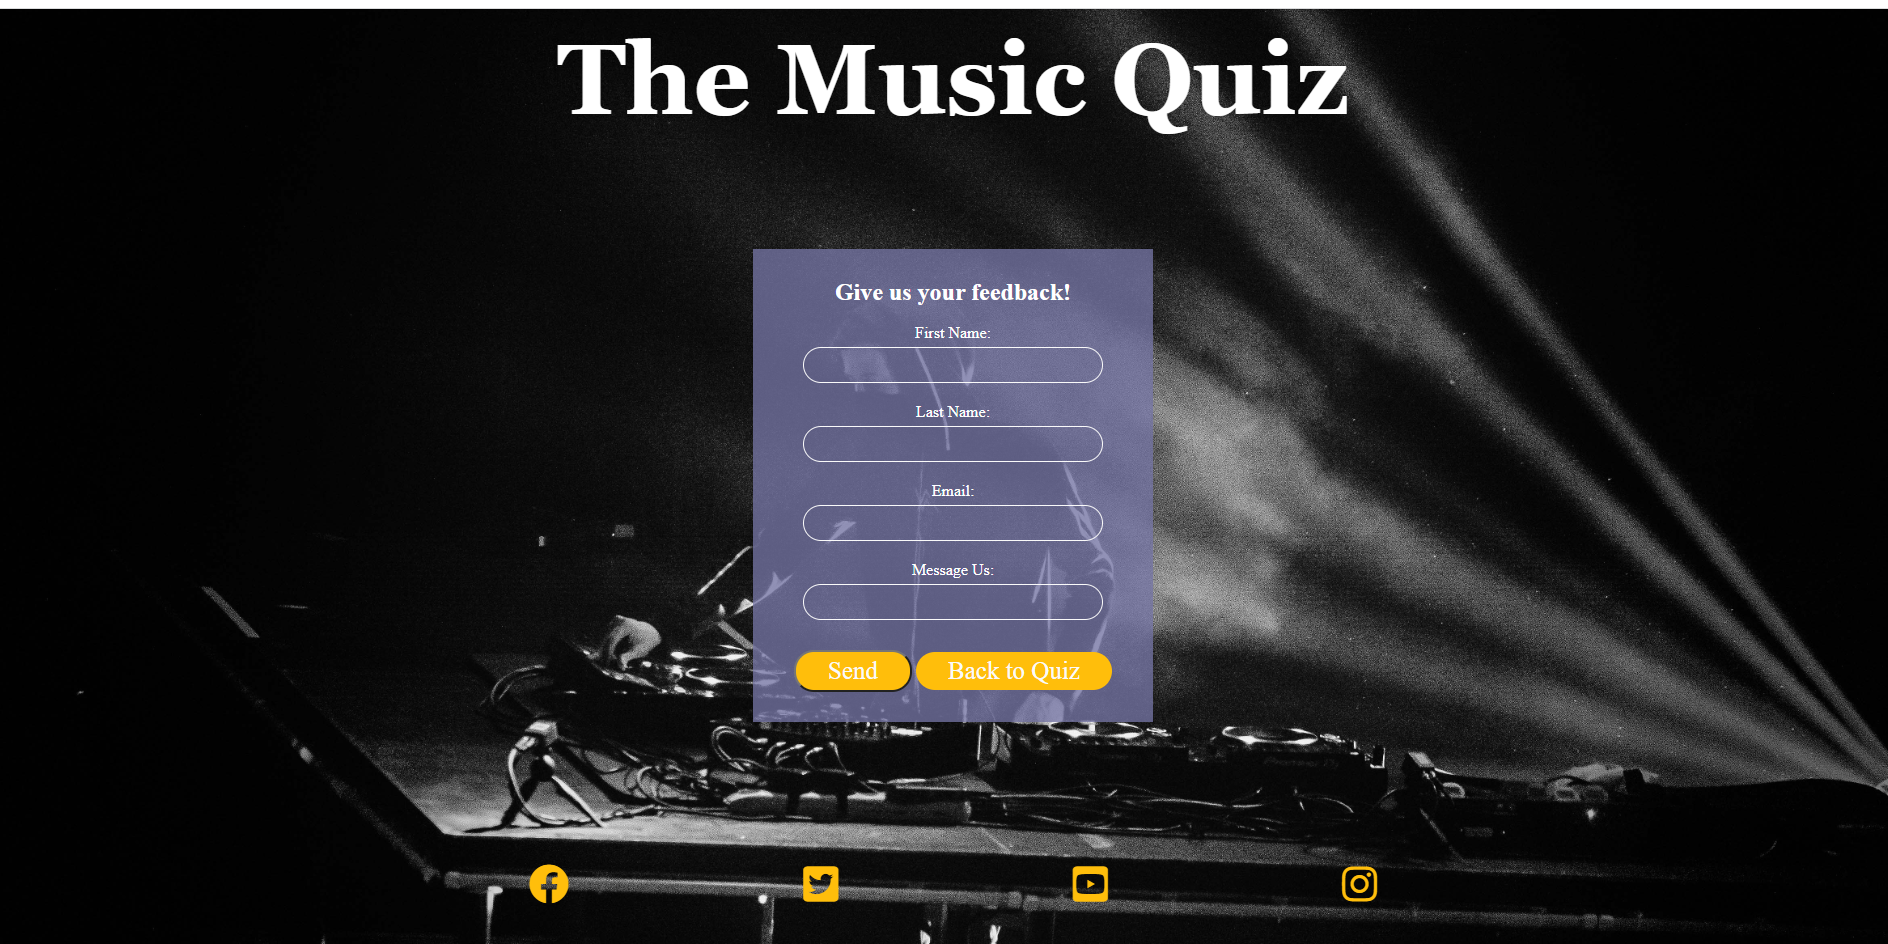 The Music Quiz
Give us your feedback!
First Name:
Last Name:
Email:
Message Us:
Send Back to Quiz